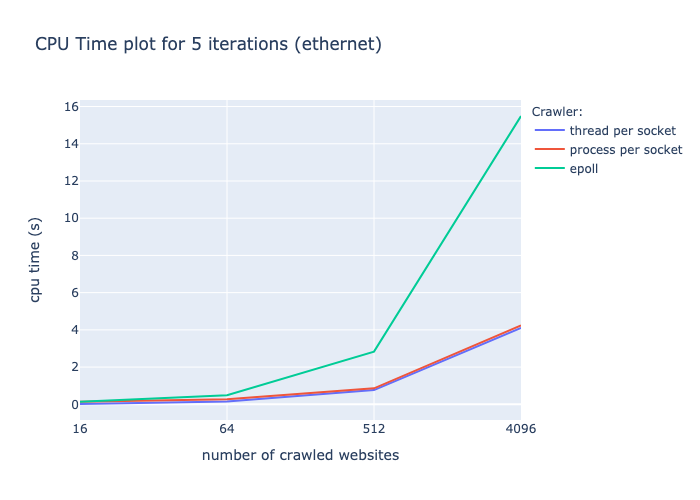 CPU Time plot for 5 iterations (ethernet)
Crawler:
thread per socket
process per socket
epoll
cpu time (s)
16
14
12
10
8
6
4
2
0
16 64 512 4096
number of crawled websites